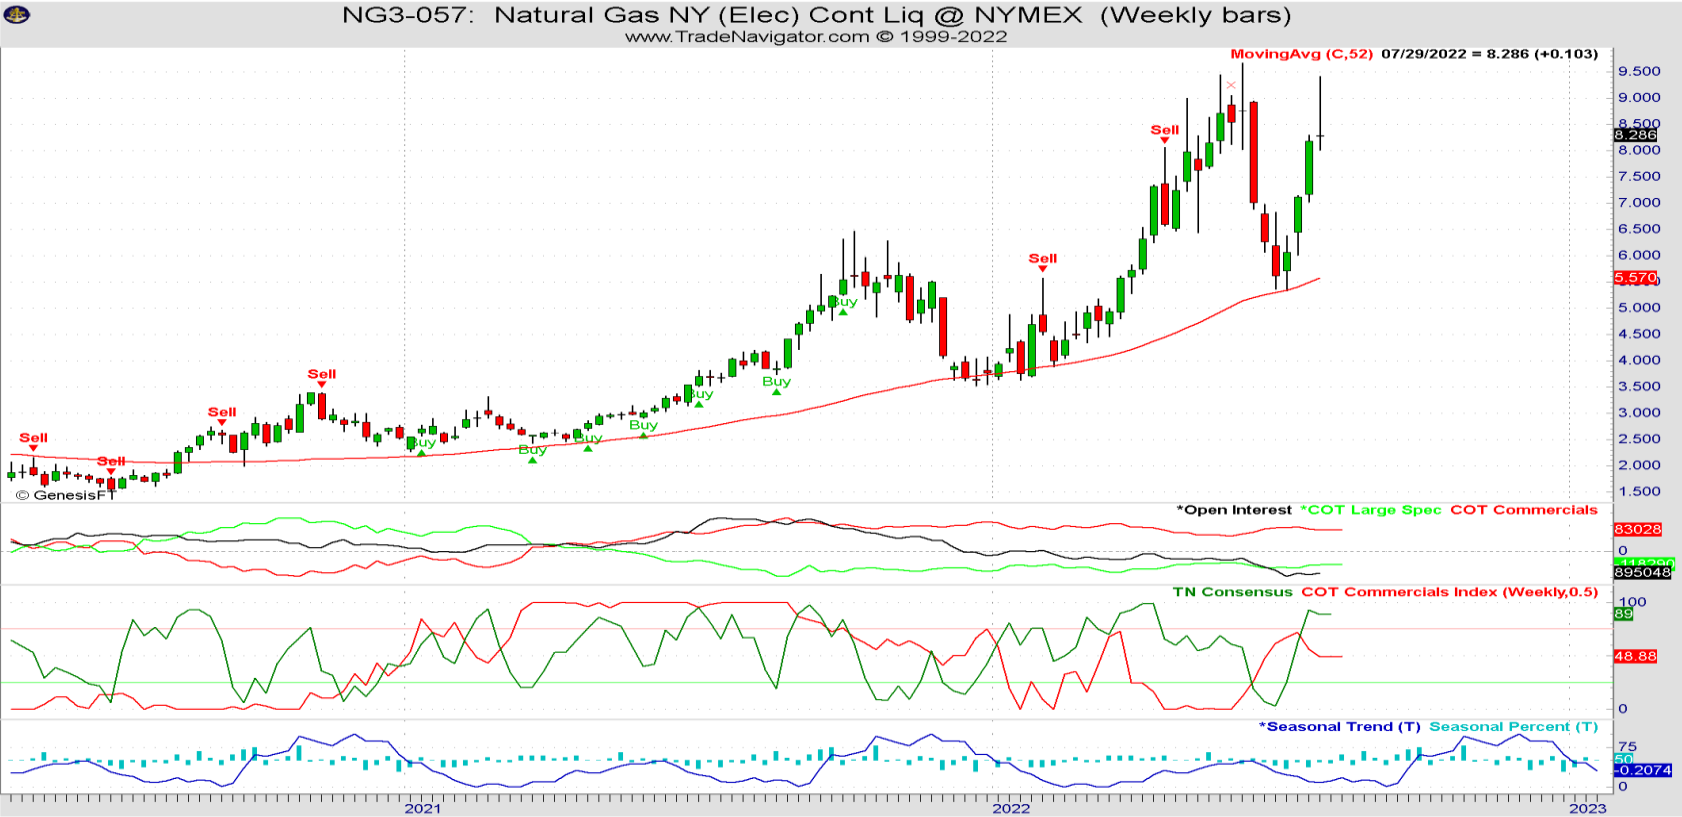 NG3-057: Natural Gas NY (Elec) Cont Liq @ NYMEX (Weekly bars)
www.TradeNavigator.com © 1999-2022
MovingAvg (C,52) 07/29/2022 = 8.286 (+0.103)
9.500
9.000
8.500
Sell
8.286
8.000
7.500
7.000
6.500
6.000
Sell
5.570
Buy
5.000
4.500
4.000
Sell
Buy
3.500
Buy
3.000
Sell
Buy
2.500
Sell
Buy
Buy
Buy
2.000
Sell
1.500
© GenesisFT
*Open Interest *COT Large Spec COT Commercials
83028
0
-118290
895048
TN Consensus COT Commercials Index (Weekly,0.5)
100
89
48.88
0
*Seasonal Trend (T) Seasonal Percent (T)
75
50
-0.2074
0
2021 2022 2023